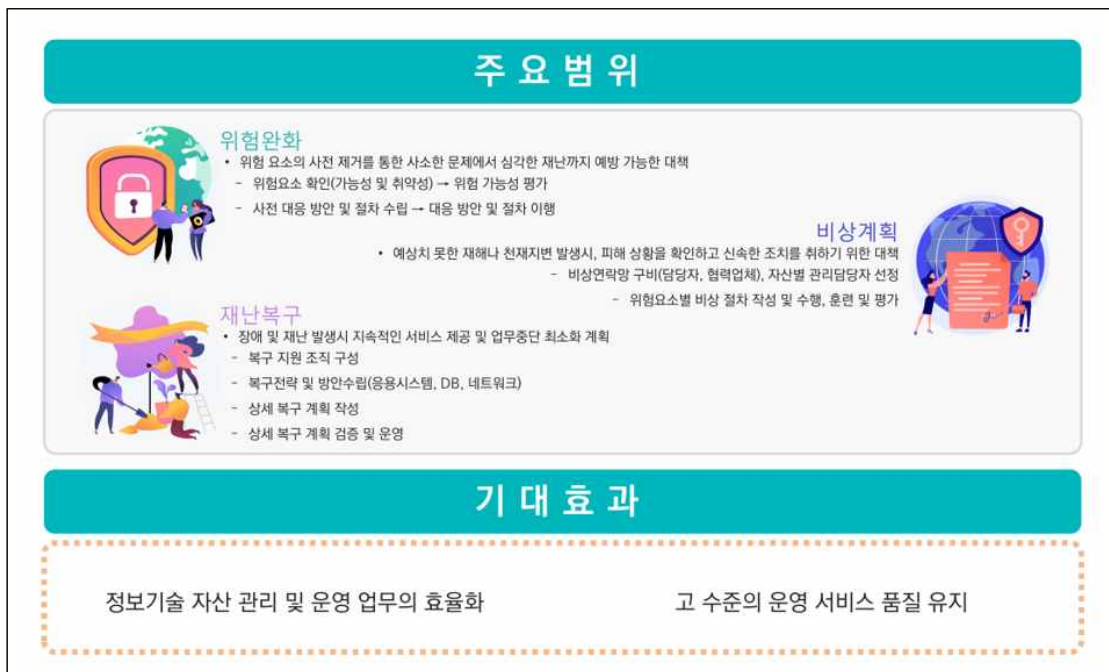 주 요 범 위
위험완화
• 위험 요소의 사전 제거를 통한 사소한 문제에서 심각한 재난까지 예방 가능한 대책
- 위험요소 확인(가능성 및 취약성) → 위험 가능성 평가
- 사전 대응 방안 및 절차 수립 → 대응 방안 및 절차 이행
비상계획
• 예상치 못한 재해나 천재지변 발생시, 피해 상황을 확인하고 신속한 조치를 취하기 위한 대책
- 비상연락망 구비(담당자, 협력업체), 자산별 관리담당자 선정
- 위험요소별 비상 절차 작성 및 수행, 훈련 및 평가
재난복구
• 장애 및 재난 발생시 지속적인 서비스 제공 및 업무중단 최소화 계획
- 복구 지원 조직 구성
- 복구전략 및 방안수립(응용시스템, DB, 네트워크)
- 상세 복구 계획 작성
- 상세 복구 계획 검증 및 운영
기 대 효 과
정보기술 자산 관리 및 운영 업무의 효율화
고 수준의 운영 서비스 품질 유지